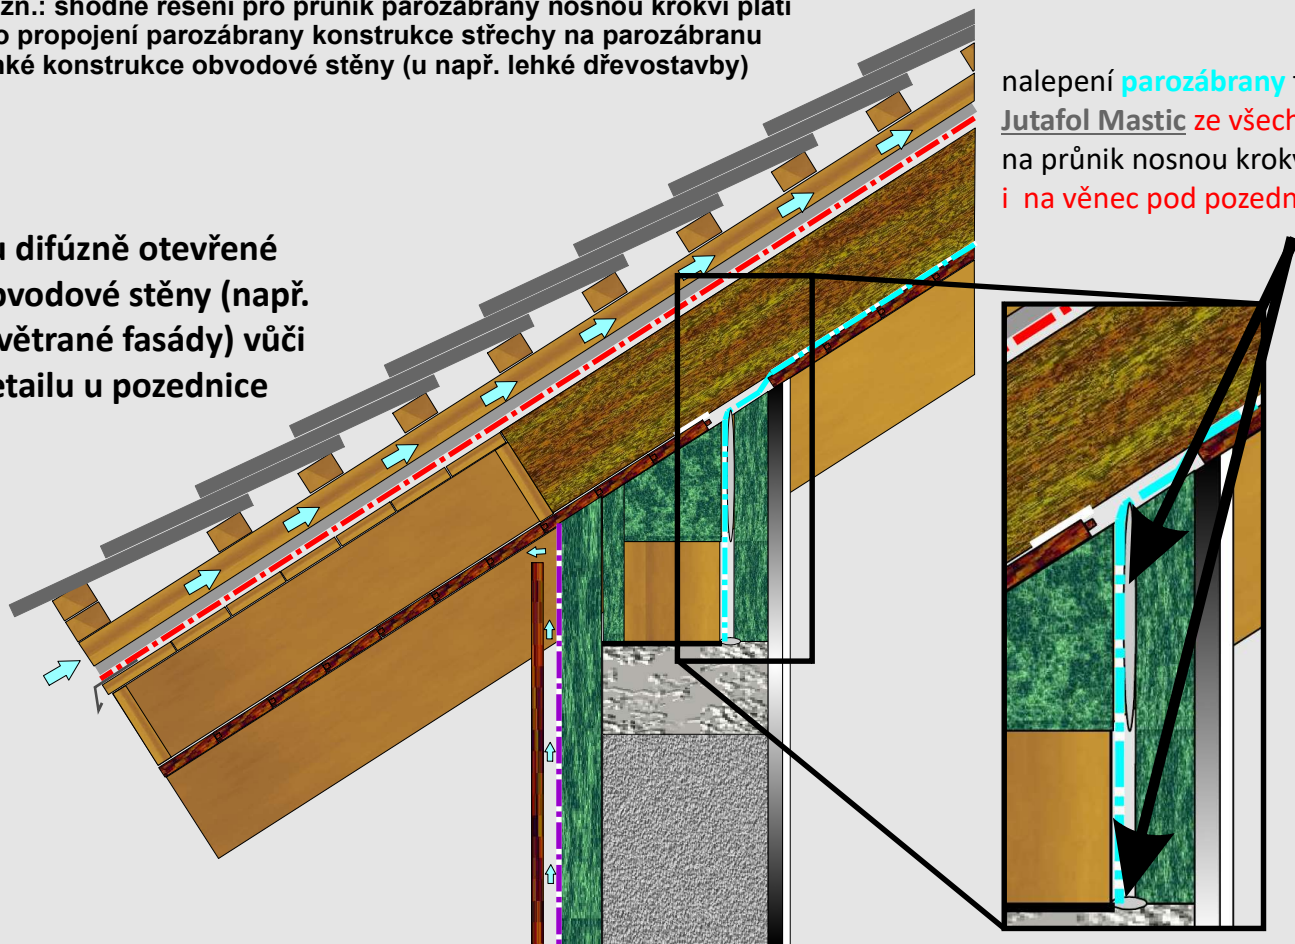 zn.: shodné řešení pro průnik parozábrany nosnou krokví platí
o propojení parozábrany konstrukce střechy na parozábranu
hké konstrukce obvodové stěny (u např. lehké dřevostavby)
nalepení parozábrany
Jutafol Mastic ze všech
na průnik nosnou krokv
i na věnec pod pozedn
u difúzně otevřené
bvodové stěny (např.
větrané fasády) vůči
etailu u pozednice